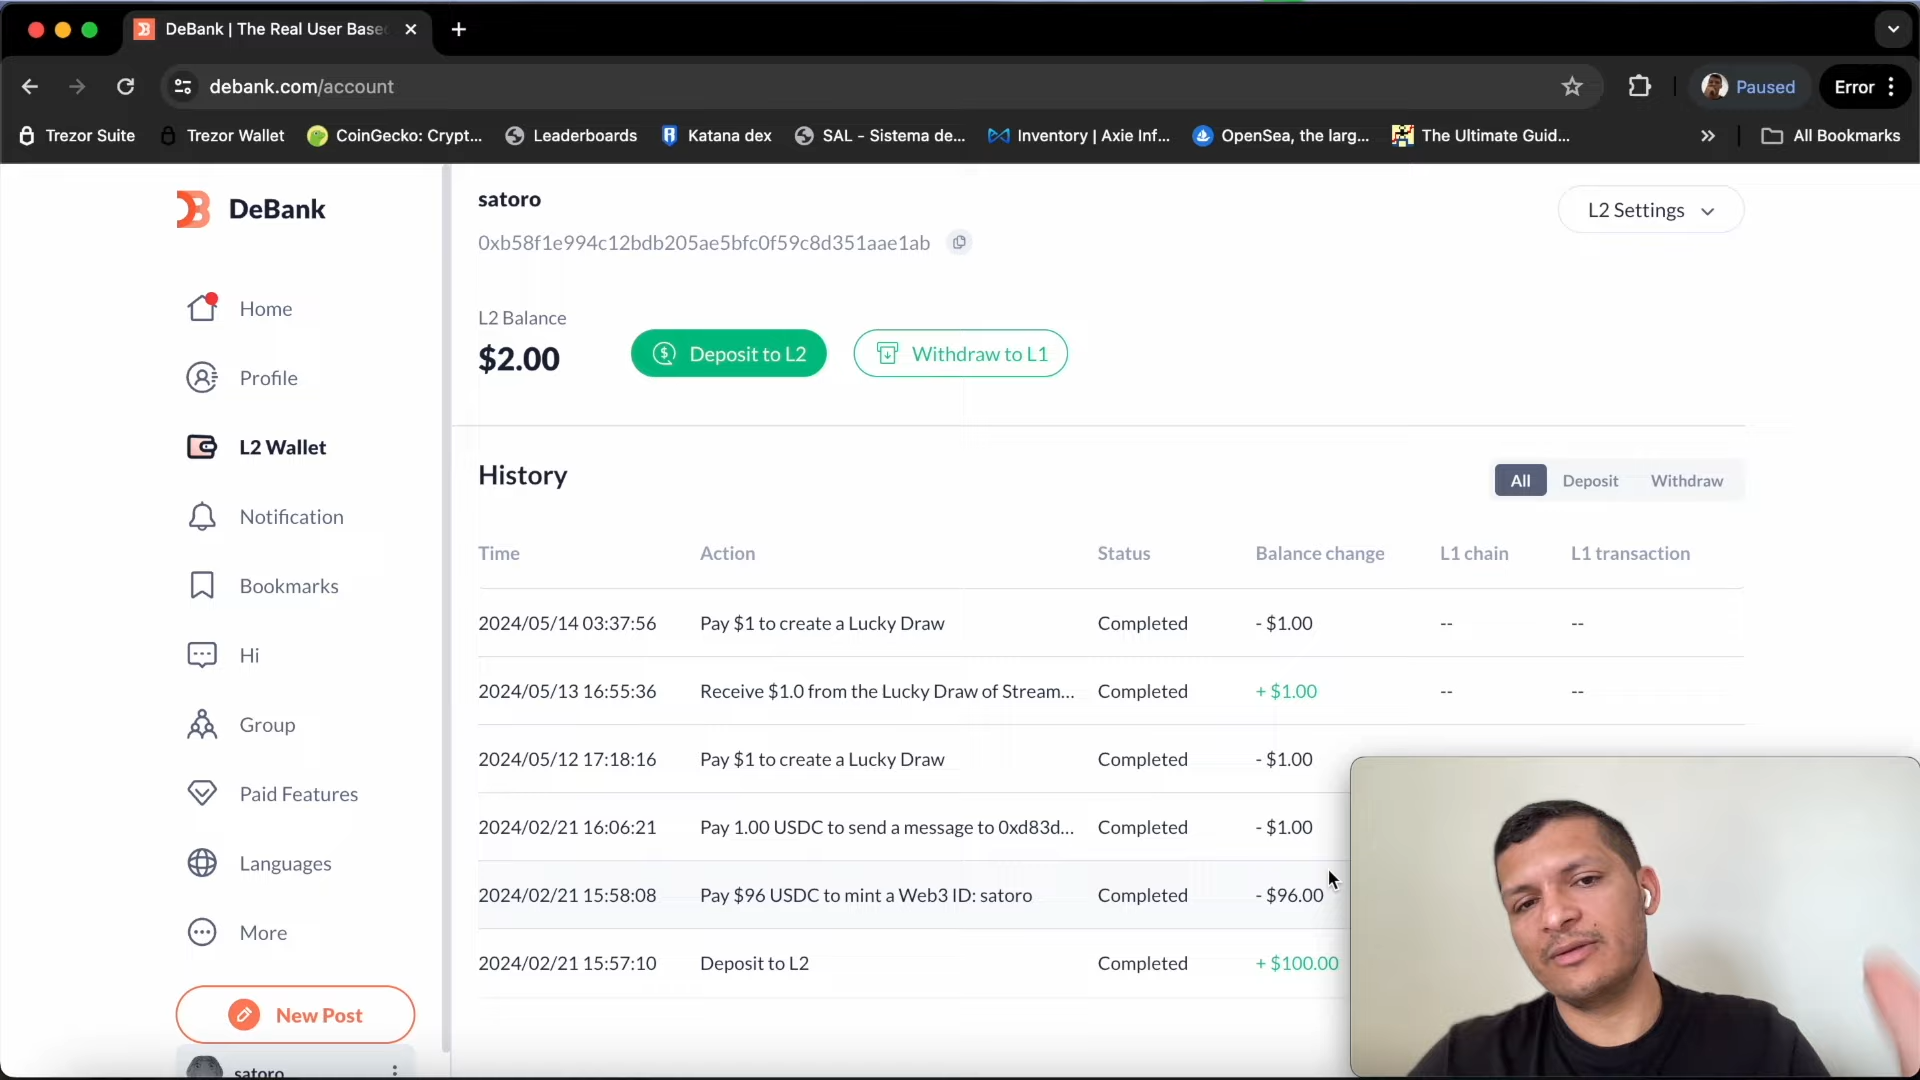 DeBank | The Real User Base
debank.com/account
Paused
Error
Trezor Suite
Trezor Wallet
CoinGecko: Crypt...
Leaderboards
Katana dex
SAL - Sistema de...
Inventory | Axie Inf...
OpenSea, the larg...
The Ultimate Guid...
All Bookmarks
DeBank
Home
Profile
L2 Wallet
Notification
Bookmarks
Hi
Group
Paid Features
Languages
More
New Post
satoro
satoro
0xb58f1e994c12bdb205ae5bfc0f59c8d351aae1ab
L2 Settings
L2 Balance
$2.00
Deposit to L2
Withdraw to L1
History
All Deposit Withdraw
Time Action Status Balance change L1 chain L1 transaction
2024/05/14 03:37:56 Pay $1 to create a Lucky Draw Completed - $1.00 -- --
2024/05/13 16:55:36 Receive $1.0 from the Lucky Draw of Stream... Completed + $1.00 -- --
2024/05/12 17:18:16 Pay $1 to create a Lucky Draw Completed - $1.00
2024/02/21 16:06:21 Pay 1.00 USDC to send a message to 0xd83d... Completed - $1.00
2024/02/21 15:58:08 Pay $96 USDC to mint a Web3 ID: satoro Completed - $96.00
2024/02/21 15:57:10 Deposit to L2 Completed + $100.00